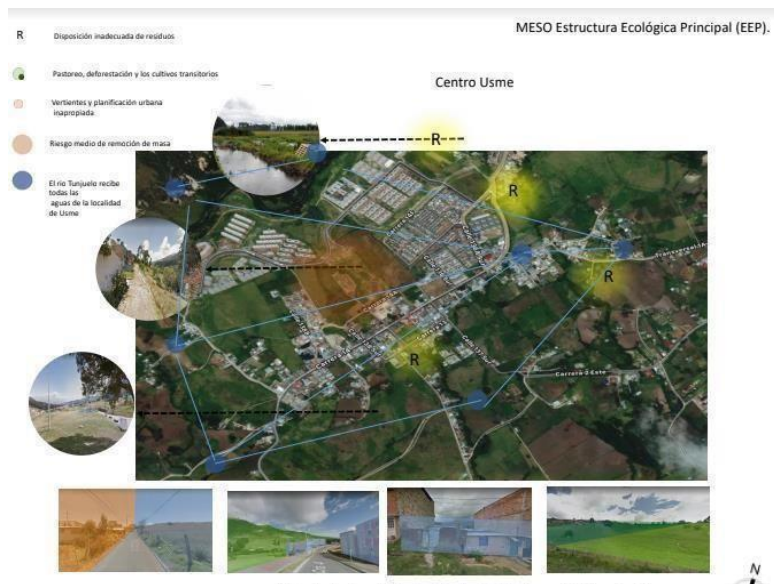 MESO Estructura Ecológica Principal (EEP).
R
Disposición inadecuada de residuos
Pastoreo, deforestación y los cultivos transitorios
Vertientes y planificación urbana
inapropiada
Riesgo medio de remoción de masa
El rio Tunjuelo recibe
todas las
aguas de la localidad
de Usme
Centro Usme
R
R
R
R
Transversal 1A
Carrera 2 Este
N